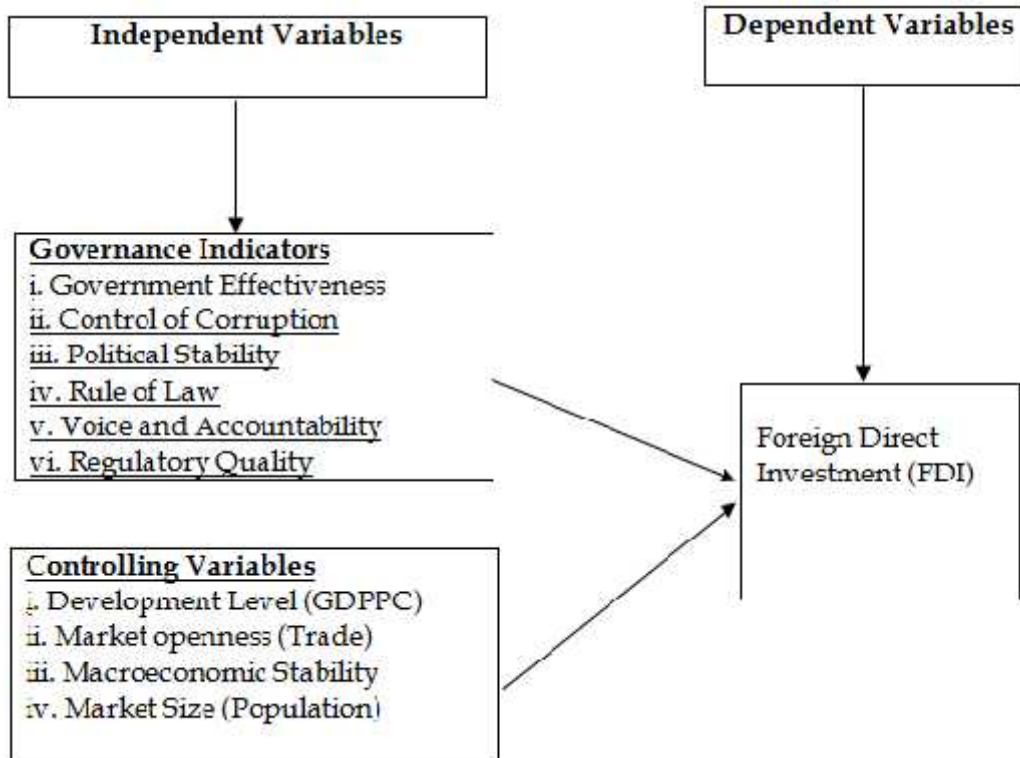 Independent Variables
Dependent Variables
Governance Indicators
i. Government Effectiveness
ii. Control of Corruption
iii. Political Stability
iv. Rule of Law
v. Voice and Accountability
vi. Regulatory Quality
Foreign Direct
Investment (FDI)
Controlling Variables
i. Development Level (GDPPC)
ii. Market openness (Trade)
iii. Macroeconomic Stability
iv. Market Size (Population)